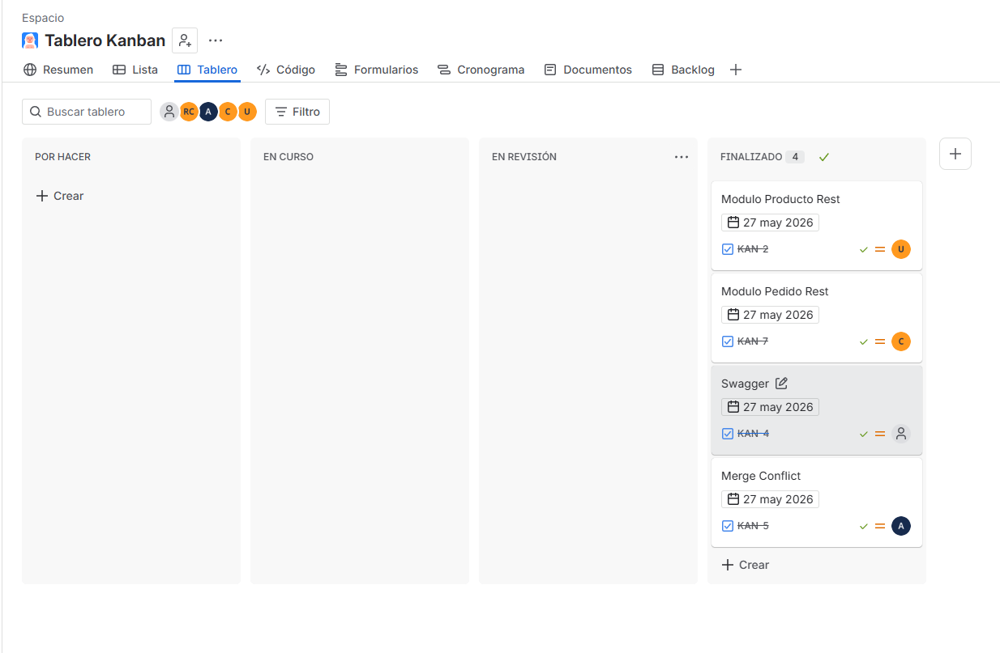 Espacio
Tablero Kanban
Resumen Lista Tablero Código Formularios Cronograma Documentos Backlog
Buscar tablero RC A C U Filtro
POR HACER
Crear
EN CURSO
EN REVISIÓN
FINALIZADO 4
Modulo Producto Rest
27 may 2026
KAN-2 U
Modulo Pedido Rest
27 may 2026
KAN-7 C
Swagger
27 may 2026
KAN-4
Merge Conflict
27 may 2026
KAN-5 A
Crear